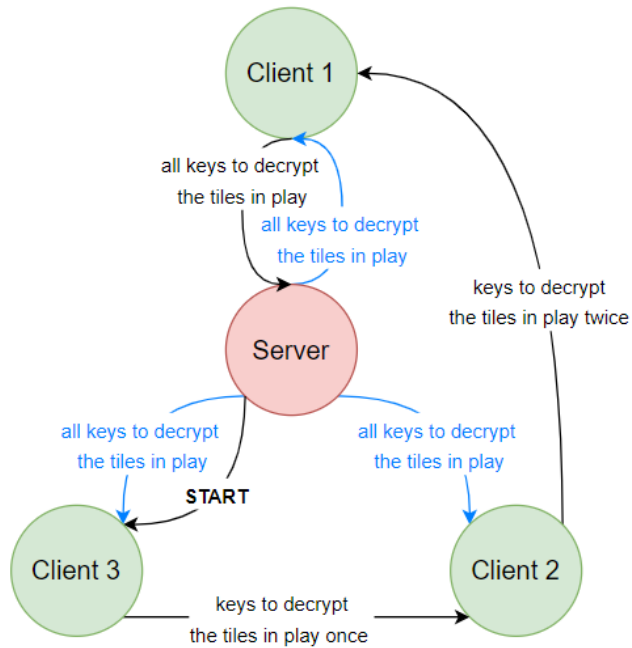 Client 1
all keys to decrypt
the tiles in play
all keys to decrypt
the tiles in play
keys to decrypt
the tiles in play twice
Server
all keys to decrypt
the tiles in play
all keys to decrypt
the tiles in play
START
Client 3
Client 2
keys to decrypt
the tiles in play once